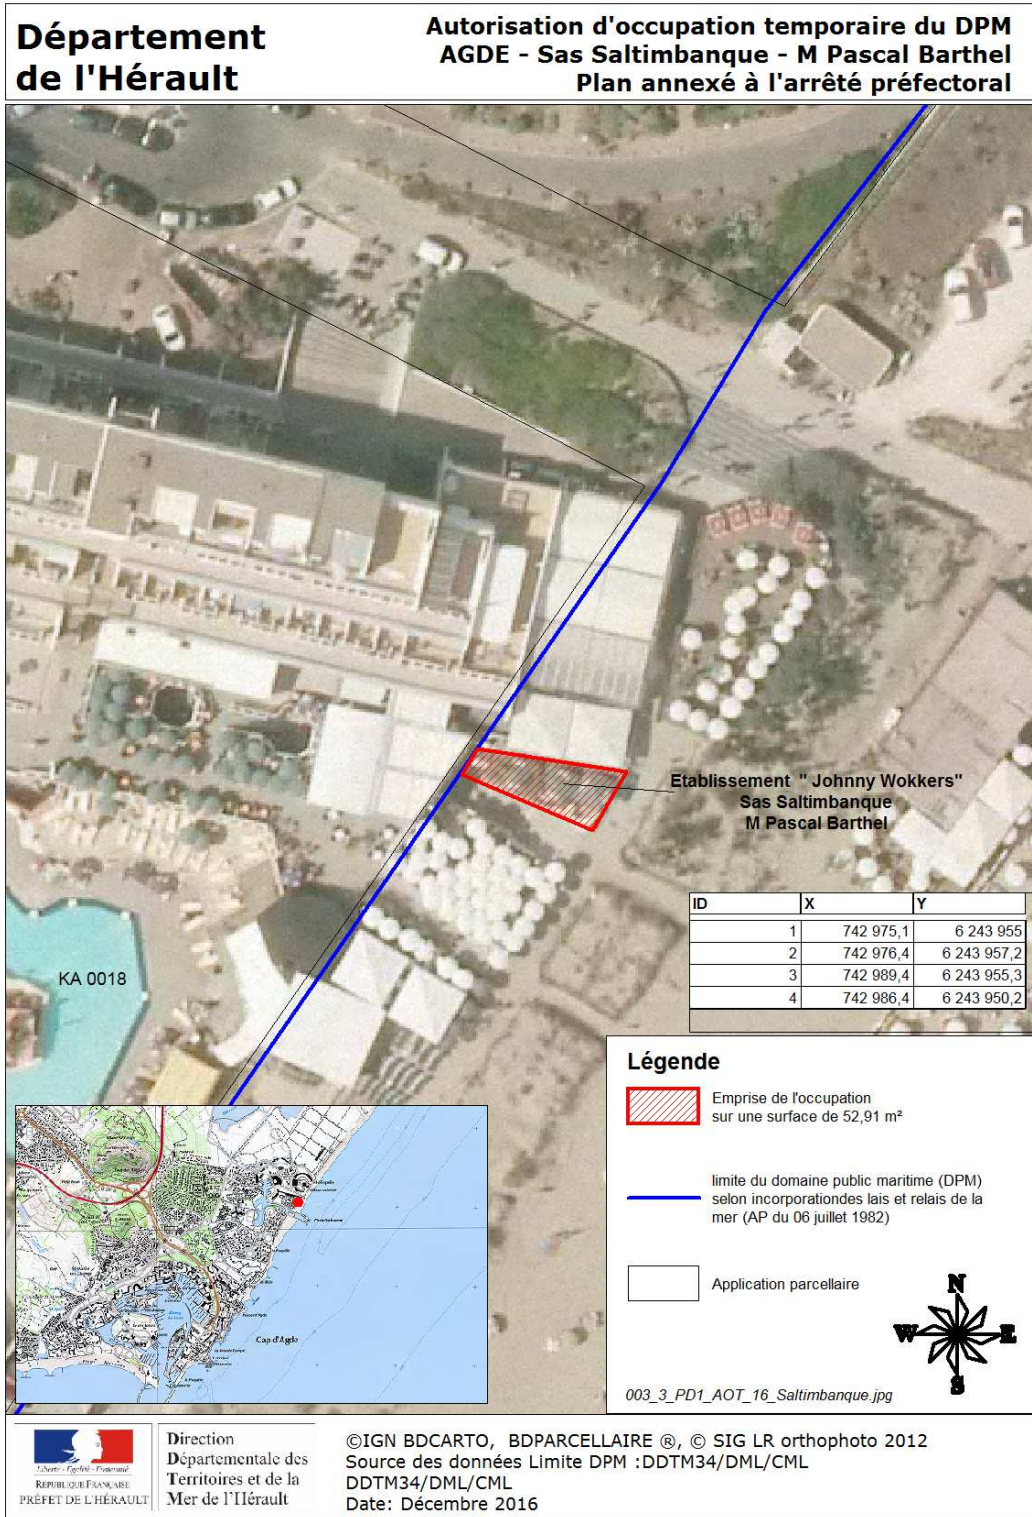 Département
de l'Hérault
Autorisation d'occupation temporaire du DPM
AGDE - Sas Saltimbanque - M Pascal Barthel
Plan annexé à l'arrêté préfectoral
Etablissement " Johnny Wokkers"
Sas Saltimbanque
M Pascal Barthel
ID X Y
1 742 975,1 6 243 955
2 742 976,4 6 243 957,2
3 742 989,4 6 243 955,3
4 742 986,4 6 243 950,2
KA 0018
Légende
Emprise de l'occupation
sur une surface de 52,91 m²
limite du domaine public maritime (DPM)
selon incorporationdes lais et relais de la
mer (AP du 06 juillet 1982)
Application parcellaire
N
W E
S
003_3_PD1_AOT_16_Saltimbanque.jpg
Cap d'Agde
Liberté • Égalité • Fraternité
RÉPUBLIQUE FRANÇAISE
PRÉFET DE L'HÉRAULT
Direction
Départementale des
Territoires et de la
Mer de l'Hérault
©IGN BDCARTO, BDPARCELLAIRE ®, © SIG LR orthophoto 2012
Source des données Limite DPM :DDTM34/DML/CML
DDTM34/DML/CML
Date: Décembre 2016